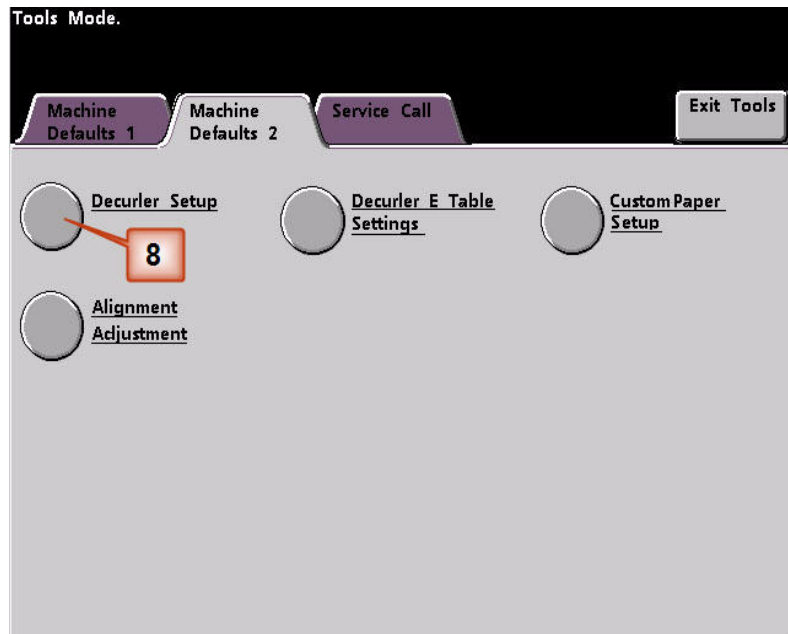 Tools Mode.
Machine
Defaults 1
Machine
Defaults 2
Service Call
Exit Tools
Decurler Setup
8
Decurler E Table
Settings
Custom Paper
Setup
Alignment
Adjustment